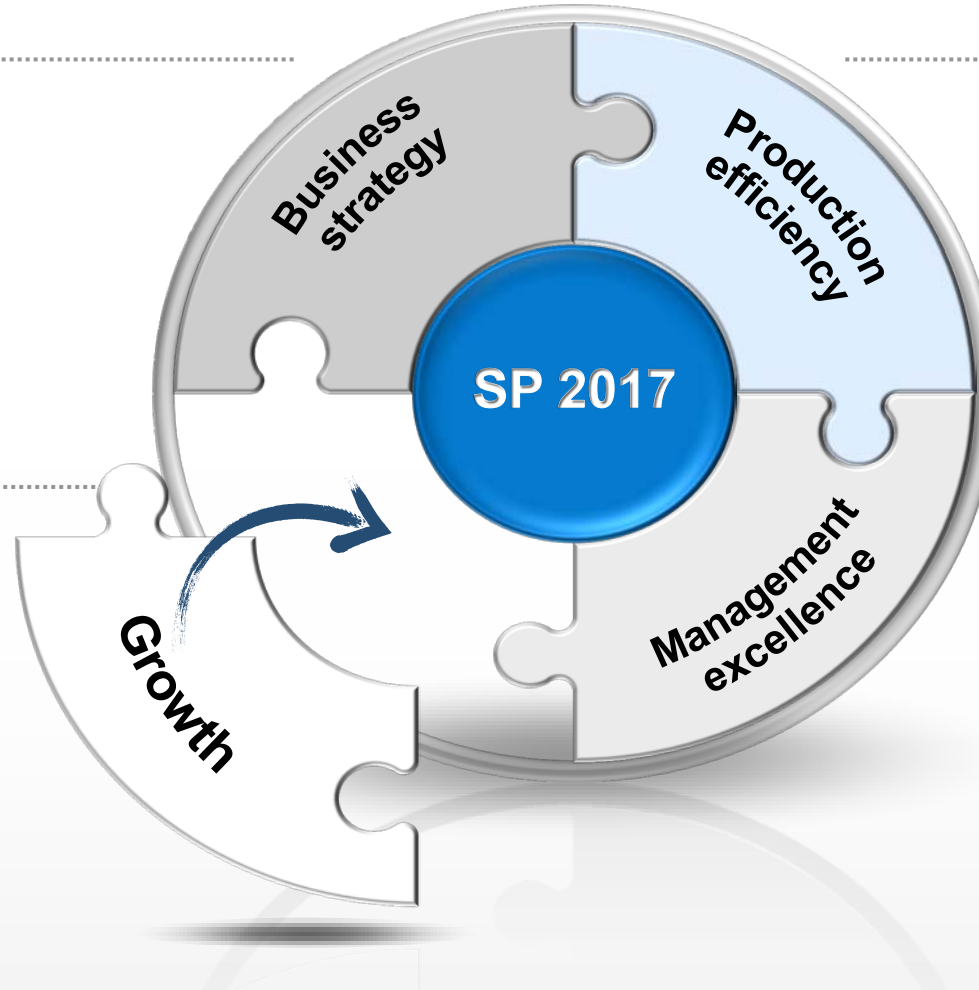 Business
strategy
Production
efficiency
SP 2017
Management
excellence
Growth